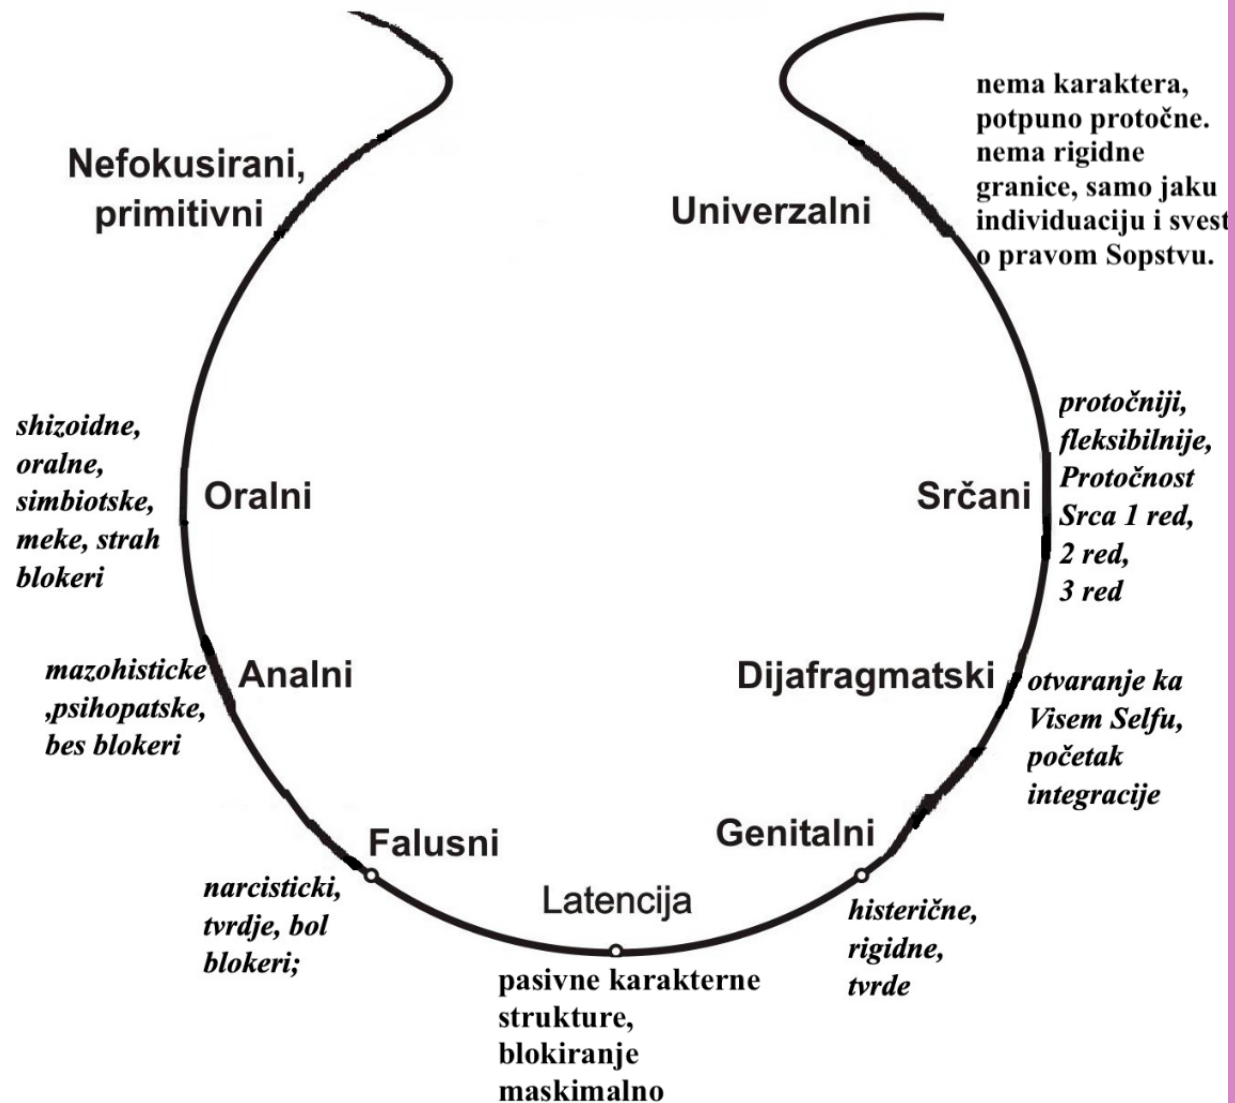 nema karaktera,
potpuno protočne.
nema rigidne
granice, samo jaku
individuaciju i svest
o pravom Sopstvu.
Nefokusirani,
primitivni
Univerzalni
shizoidne,
oralne,
simbiotske,
meke, strah
blokeri
Oralni
Srčani
protočniji,
fleksibilnije,
Protočnost
Srca 1 red,
2 red,
3 red
mazohisticke
,psihopatske,
bes blokeri
Analni
Dijafragmatski
otvaranje ka
Visem Selfu,
početak
integracije
Falusni
Genitalni
narcisticki,
tvrdje, bol
blokeri;
Latencija
histerične,
rigidne,
tvrde
pasivne karakterne
strukture,
blokiranje
maskimalno